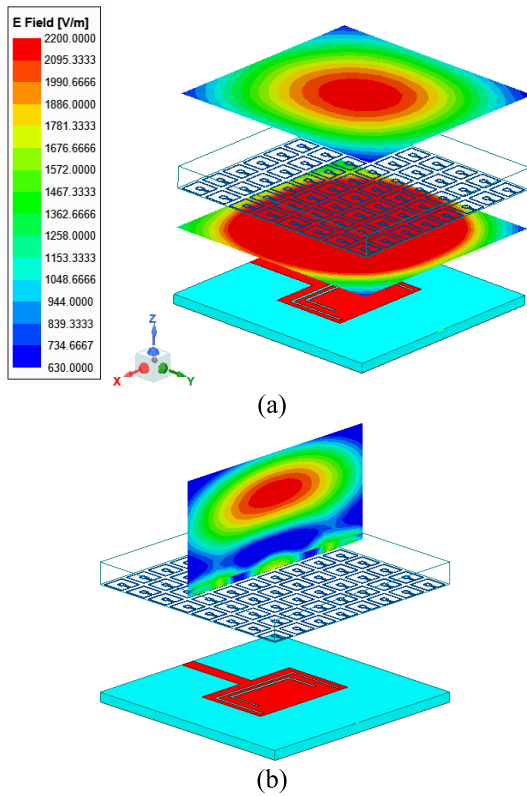 E Field [V/m]
2200.0000
2095.3333
1990.6666
1886.0000
1781.3333
1676.6666
1572.0000
1467.3333
1362.6666
1258.0000
1153.3333
1048.6666
944.0000
839.3333
734.6667
630.0000
Z
X
Y
(a)
(b)